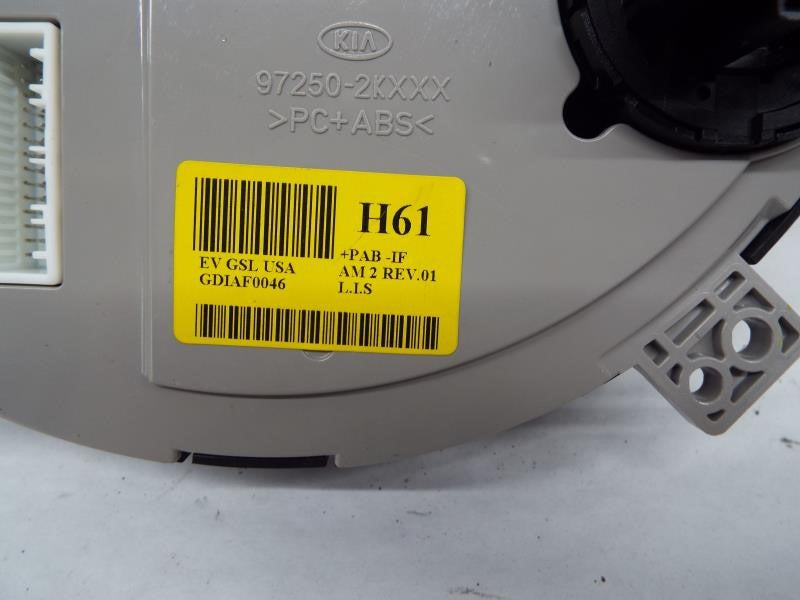 KIA
97250-2KXXX
>PC+ABS<
H61
EV GSL USA
GDIAF0046
+PAB -IF
AM 2 REV.01
L.I.S